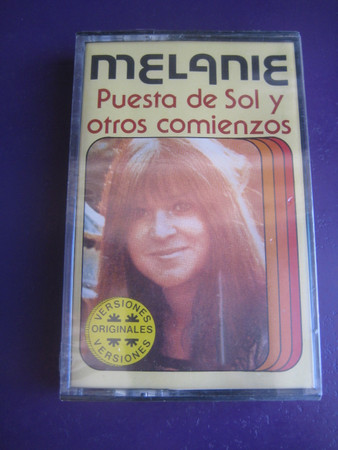 MELANIE
Puesta de Sol y
otros comienzos
VERSIONES
ORIGINALES
VERSIONES